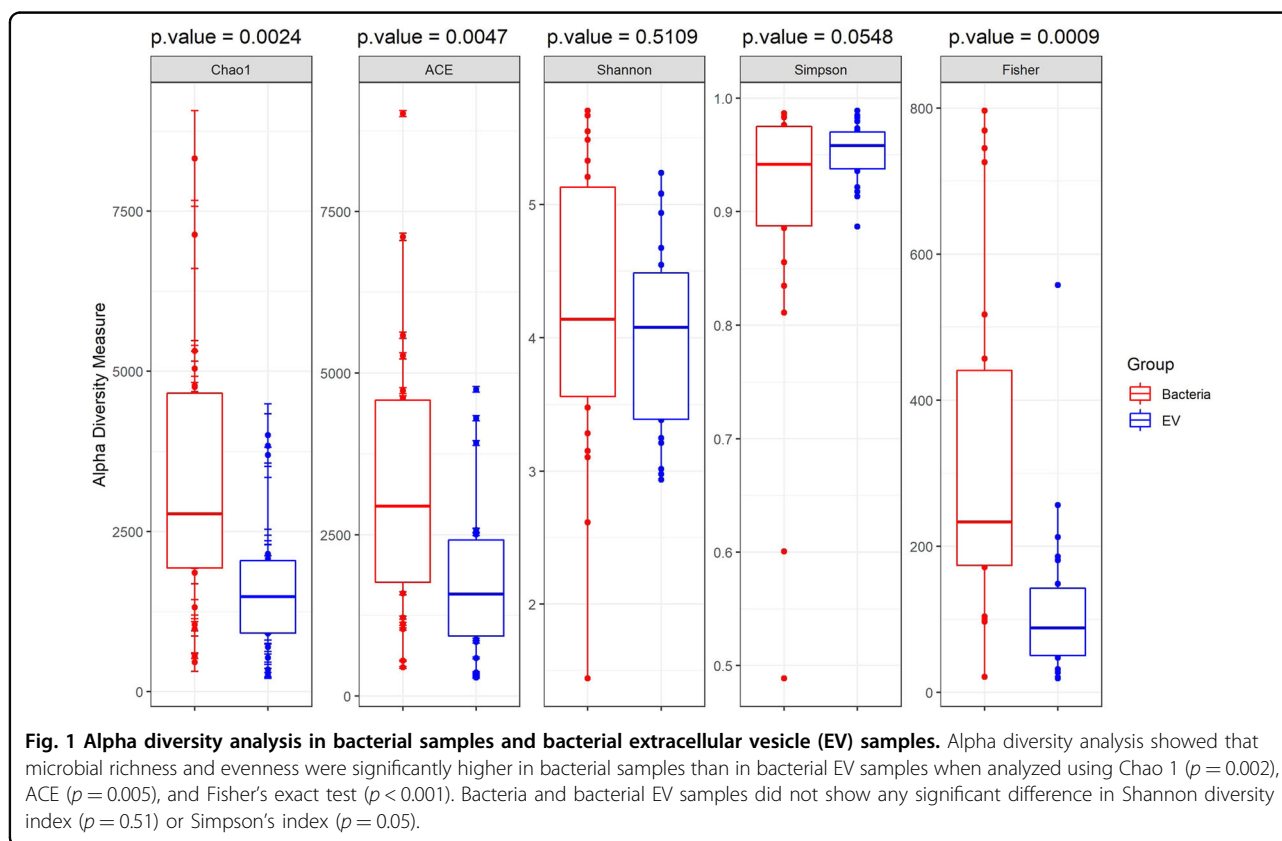 p.value = 0.0024 p.value = 0.0047 p.value = 0.5109 p.value = 0.0548 p.value = 0.0009
Chao1 ACE Shannon Simpson Fisher
Alpha Diversity Measure
7500
5000
2500
0
7500
5000
2500
0
5
4
3
2
1.0
0.9
0.8
0.7
0.6
0.5
800
600
400
200
0
Group
Bacteria
EV
Fig. 1 Alpha diversity analysis in bacterial samples and bacterial extracellular vesicle (EV) samples. Alpha diversity analysis showed that
microbial richness and evenness were significantly higher in bacterial samples than in bacterial EV samples when analyzed using Chao 1 (p = 0.002),
ACE (p = 0.005), and Fisher's exact test (p < 0.001). Bacteria and bacterial EV samples did not show any significant difference in Shannon diversity
index (p = 0.51) or Simpson's index (p = 0.05).